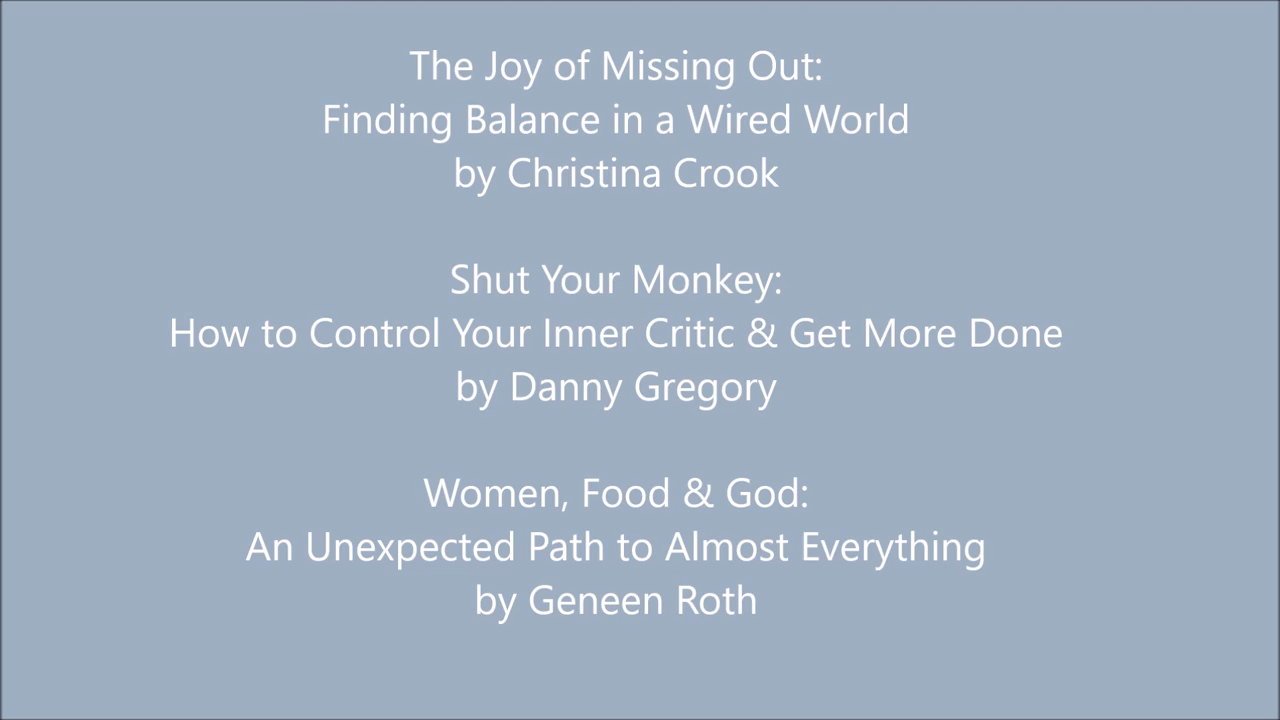 The Joy of Missing Out:
Finding Balance in a Wired World
by Christina Crook
Shut Your Monkey:
How to Control Your Inner Critic & Get More Done
by Danny Gregory
Women, Food & God:
An Unexpected Path to Almost Everything
by Geneen Roth